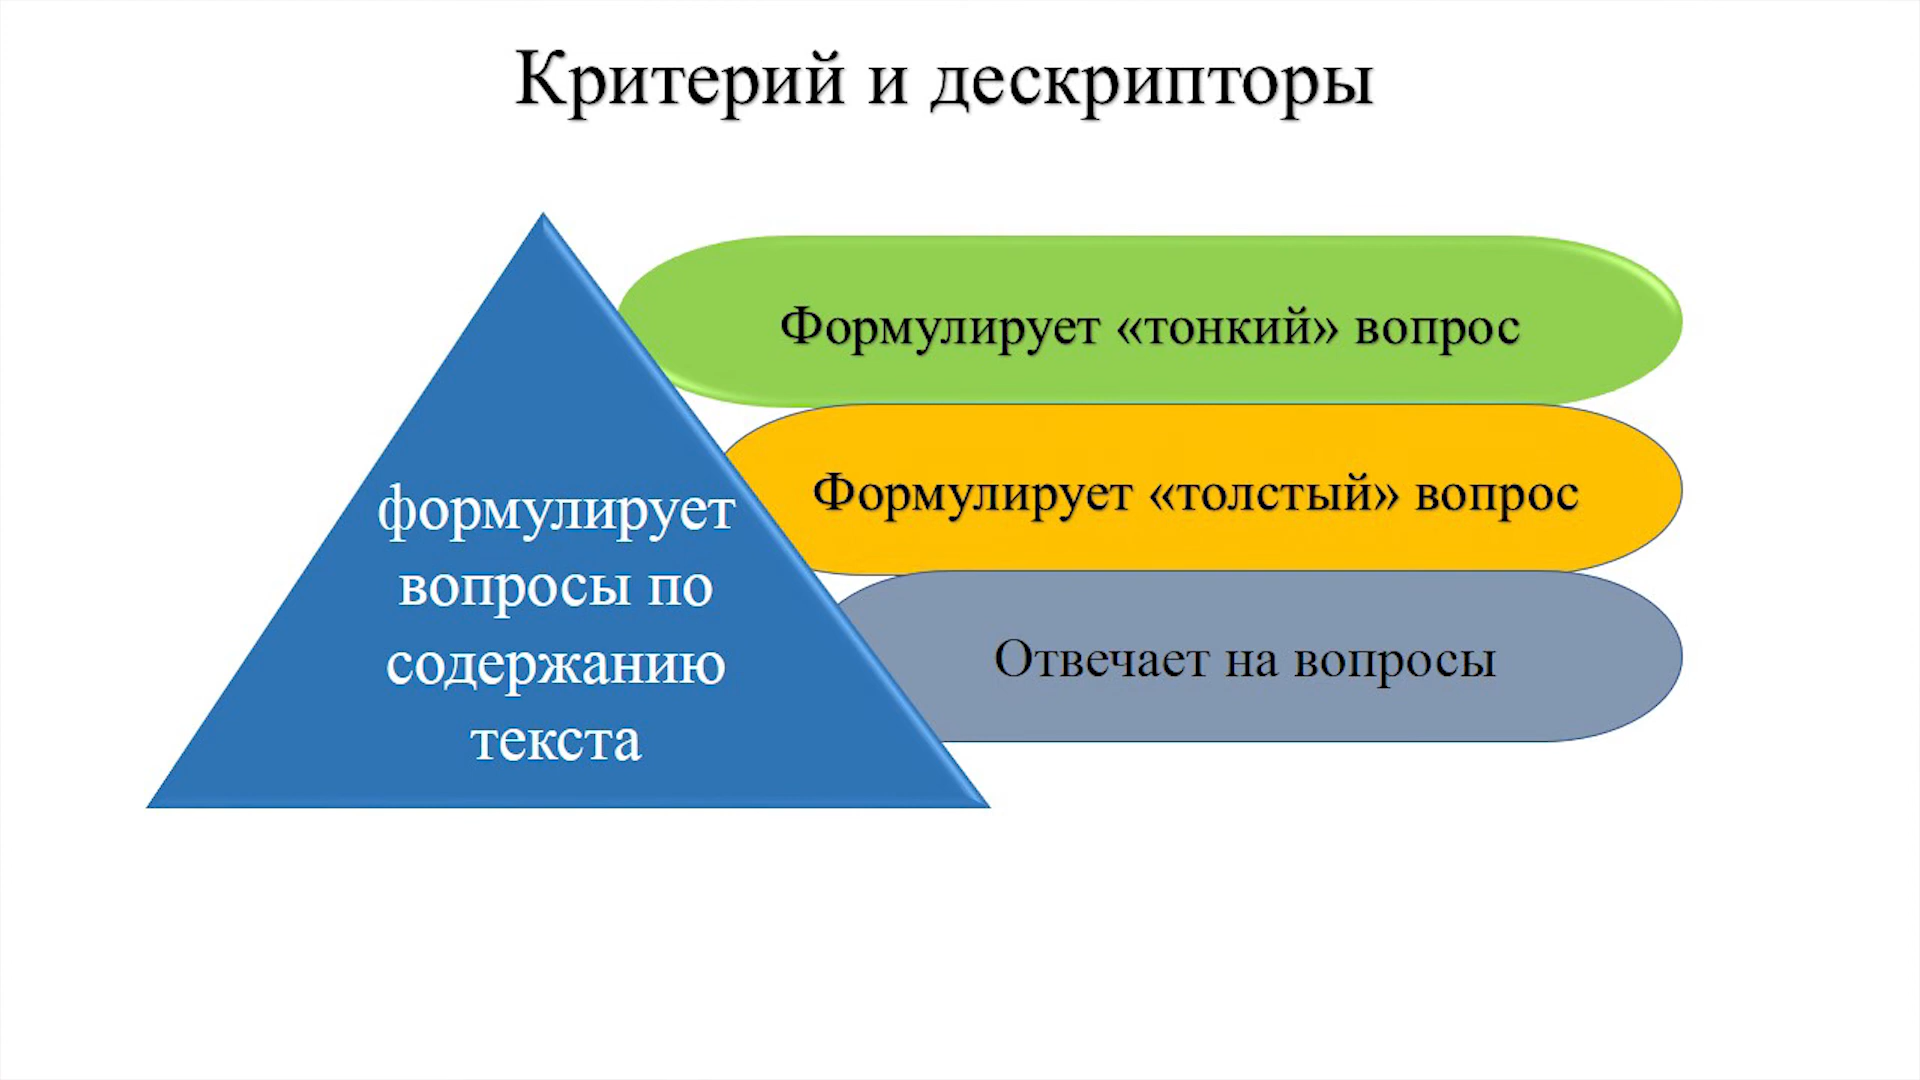 Критерий и дескрипторы
Формулирует «тонкий» вопрос
Формулирует «толстый» вопрос
Отвечает на вопросы
формулирует
вопросы по
содержанию
текста